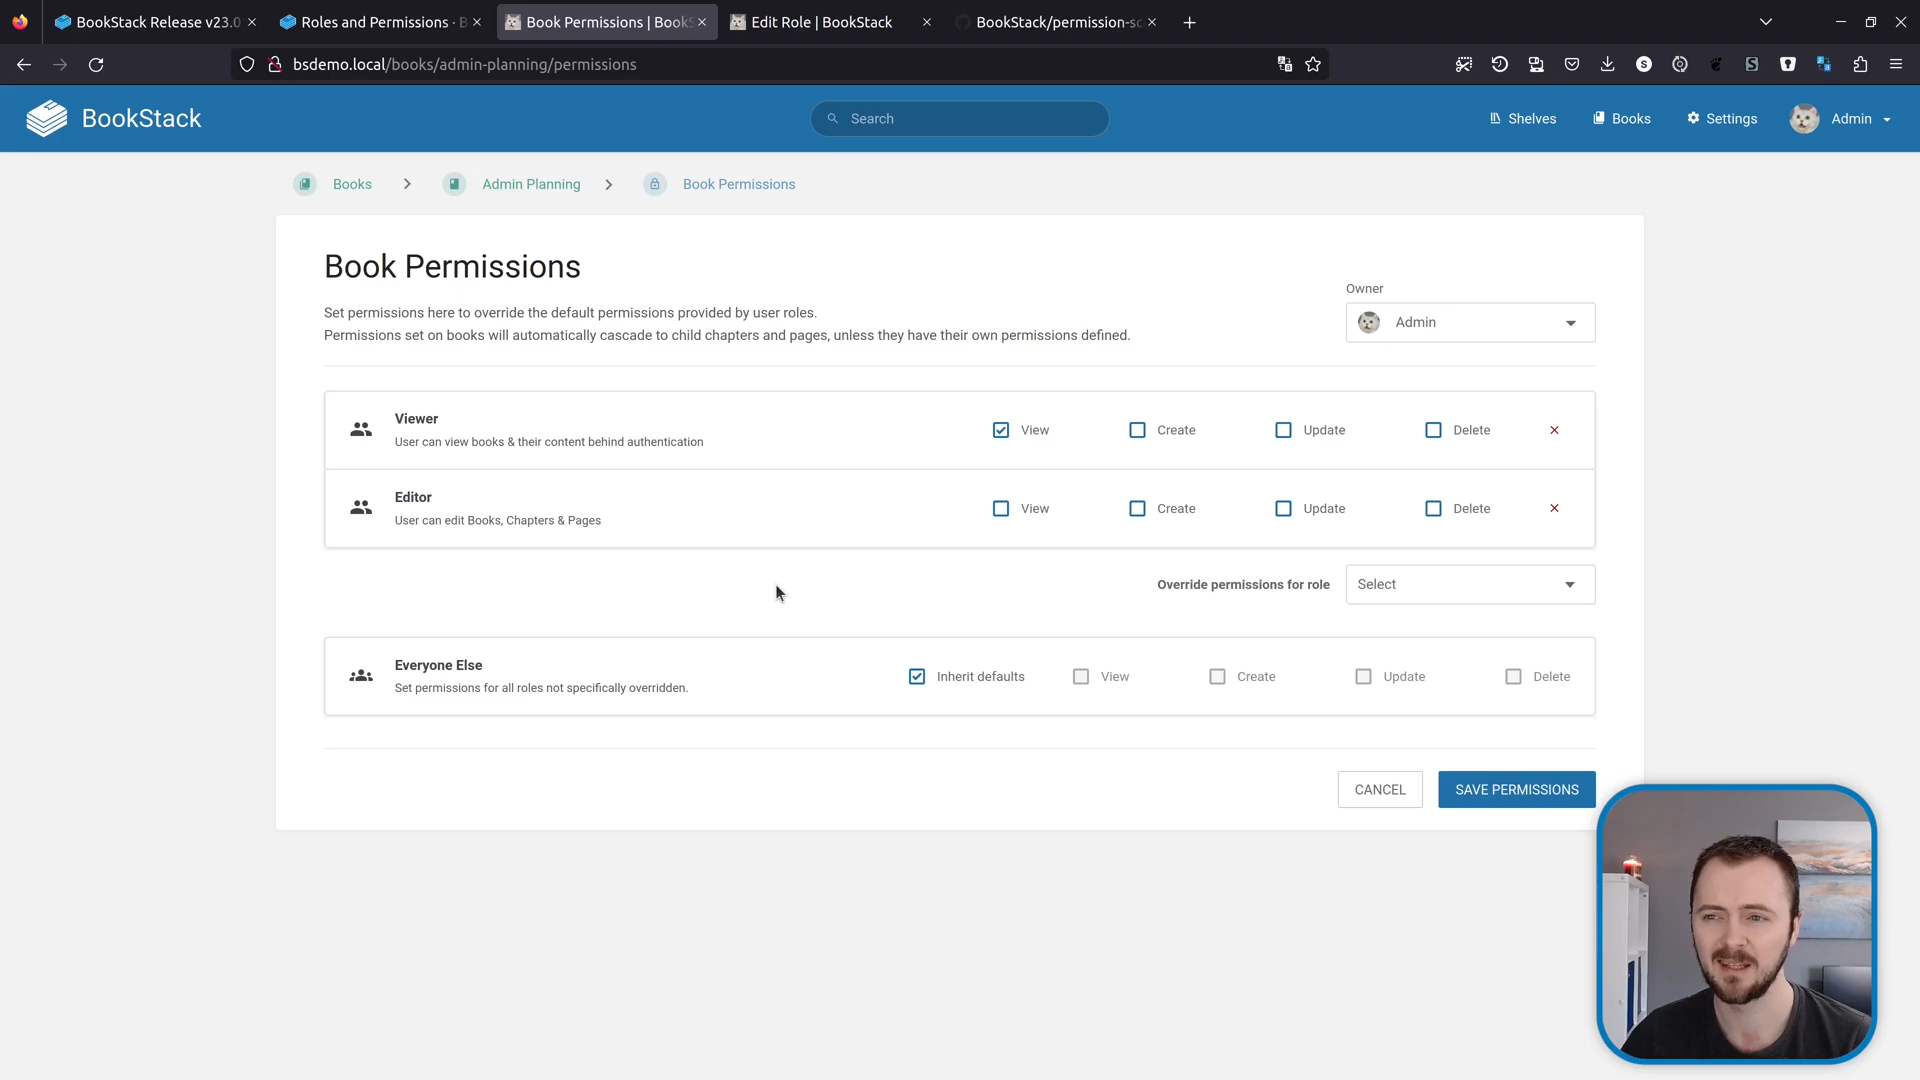 BookStack Release v23.0
Roles and Permissions · B
Book Permissions | BookS
Edit Role | BookStack
BookStack/permission-sc
bsdemo.local/books/admin-planning/permissions
BookStack
Search
Shelves
Books
Settings
Admin
Books
Admin Planning
Book Permissions
Book Permissions
Set permissions here to override the default permissions provided by user roles.
Permissions set on books will automatically cascade to child chapters and pages, unless they have their own permissions defined.
Owner
Admin
Viewer
User can view books & their content behind authentication
View
Create
Update
Delete
Editor
User can edit Books, Chapters & Pages
View
Create
Update
Delete
Override permissions for role
Select
Everyone Else
Set permissions for all roles not specifically overridden.
Inherit defaults
View
Create
Update
Delete
CANCEL
SAVE PERMISSIONS